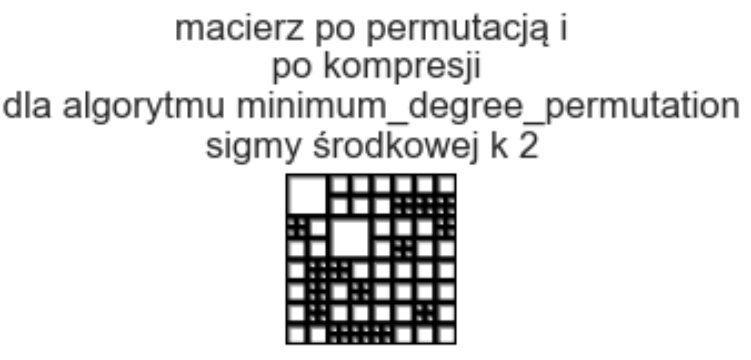 macierz po permutacją i
po kompresji
dla algorytmu minimum_degree_permutation
sigmy środkowej k 2